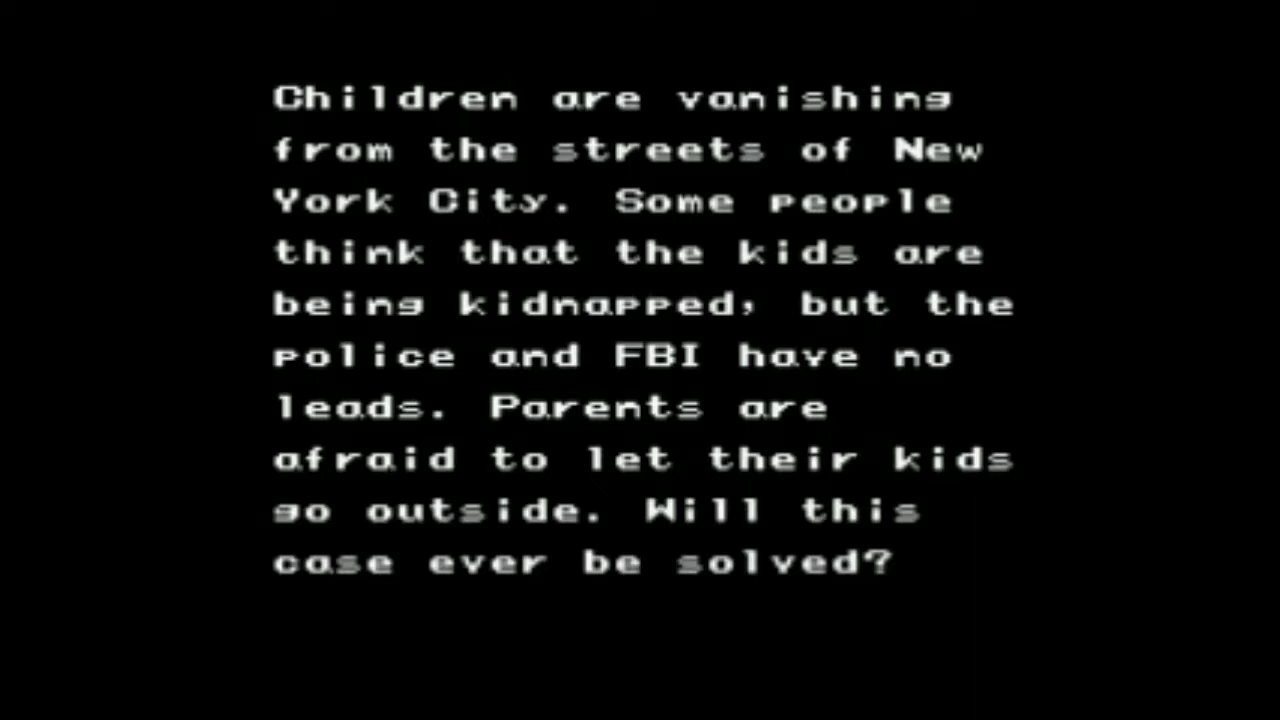 Children are vanishing
from the streets of New
York City. Some people
think that the kids are
being kidnapped, but the
police and FBI have no
leads. Parents are
afraid to let their kids
go outside. Will this
case ever be solved?